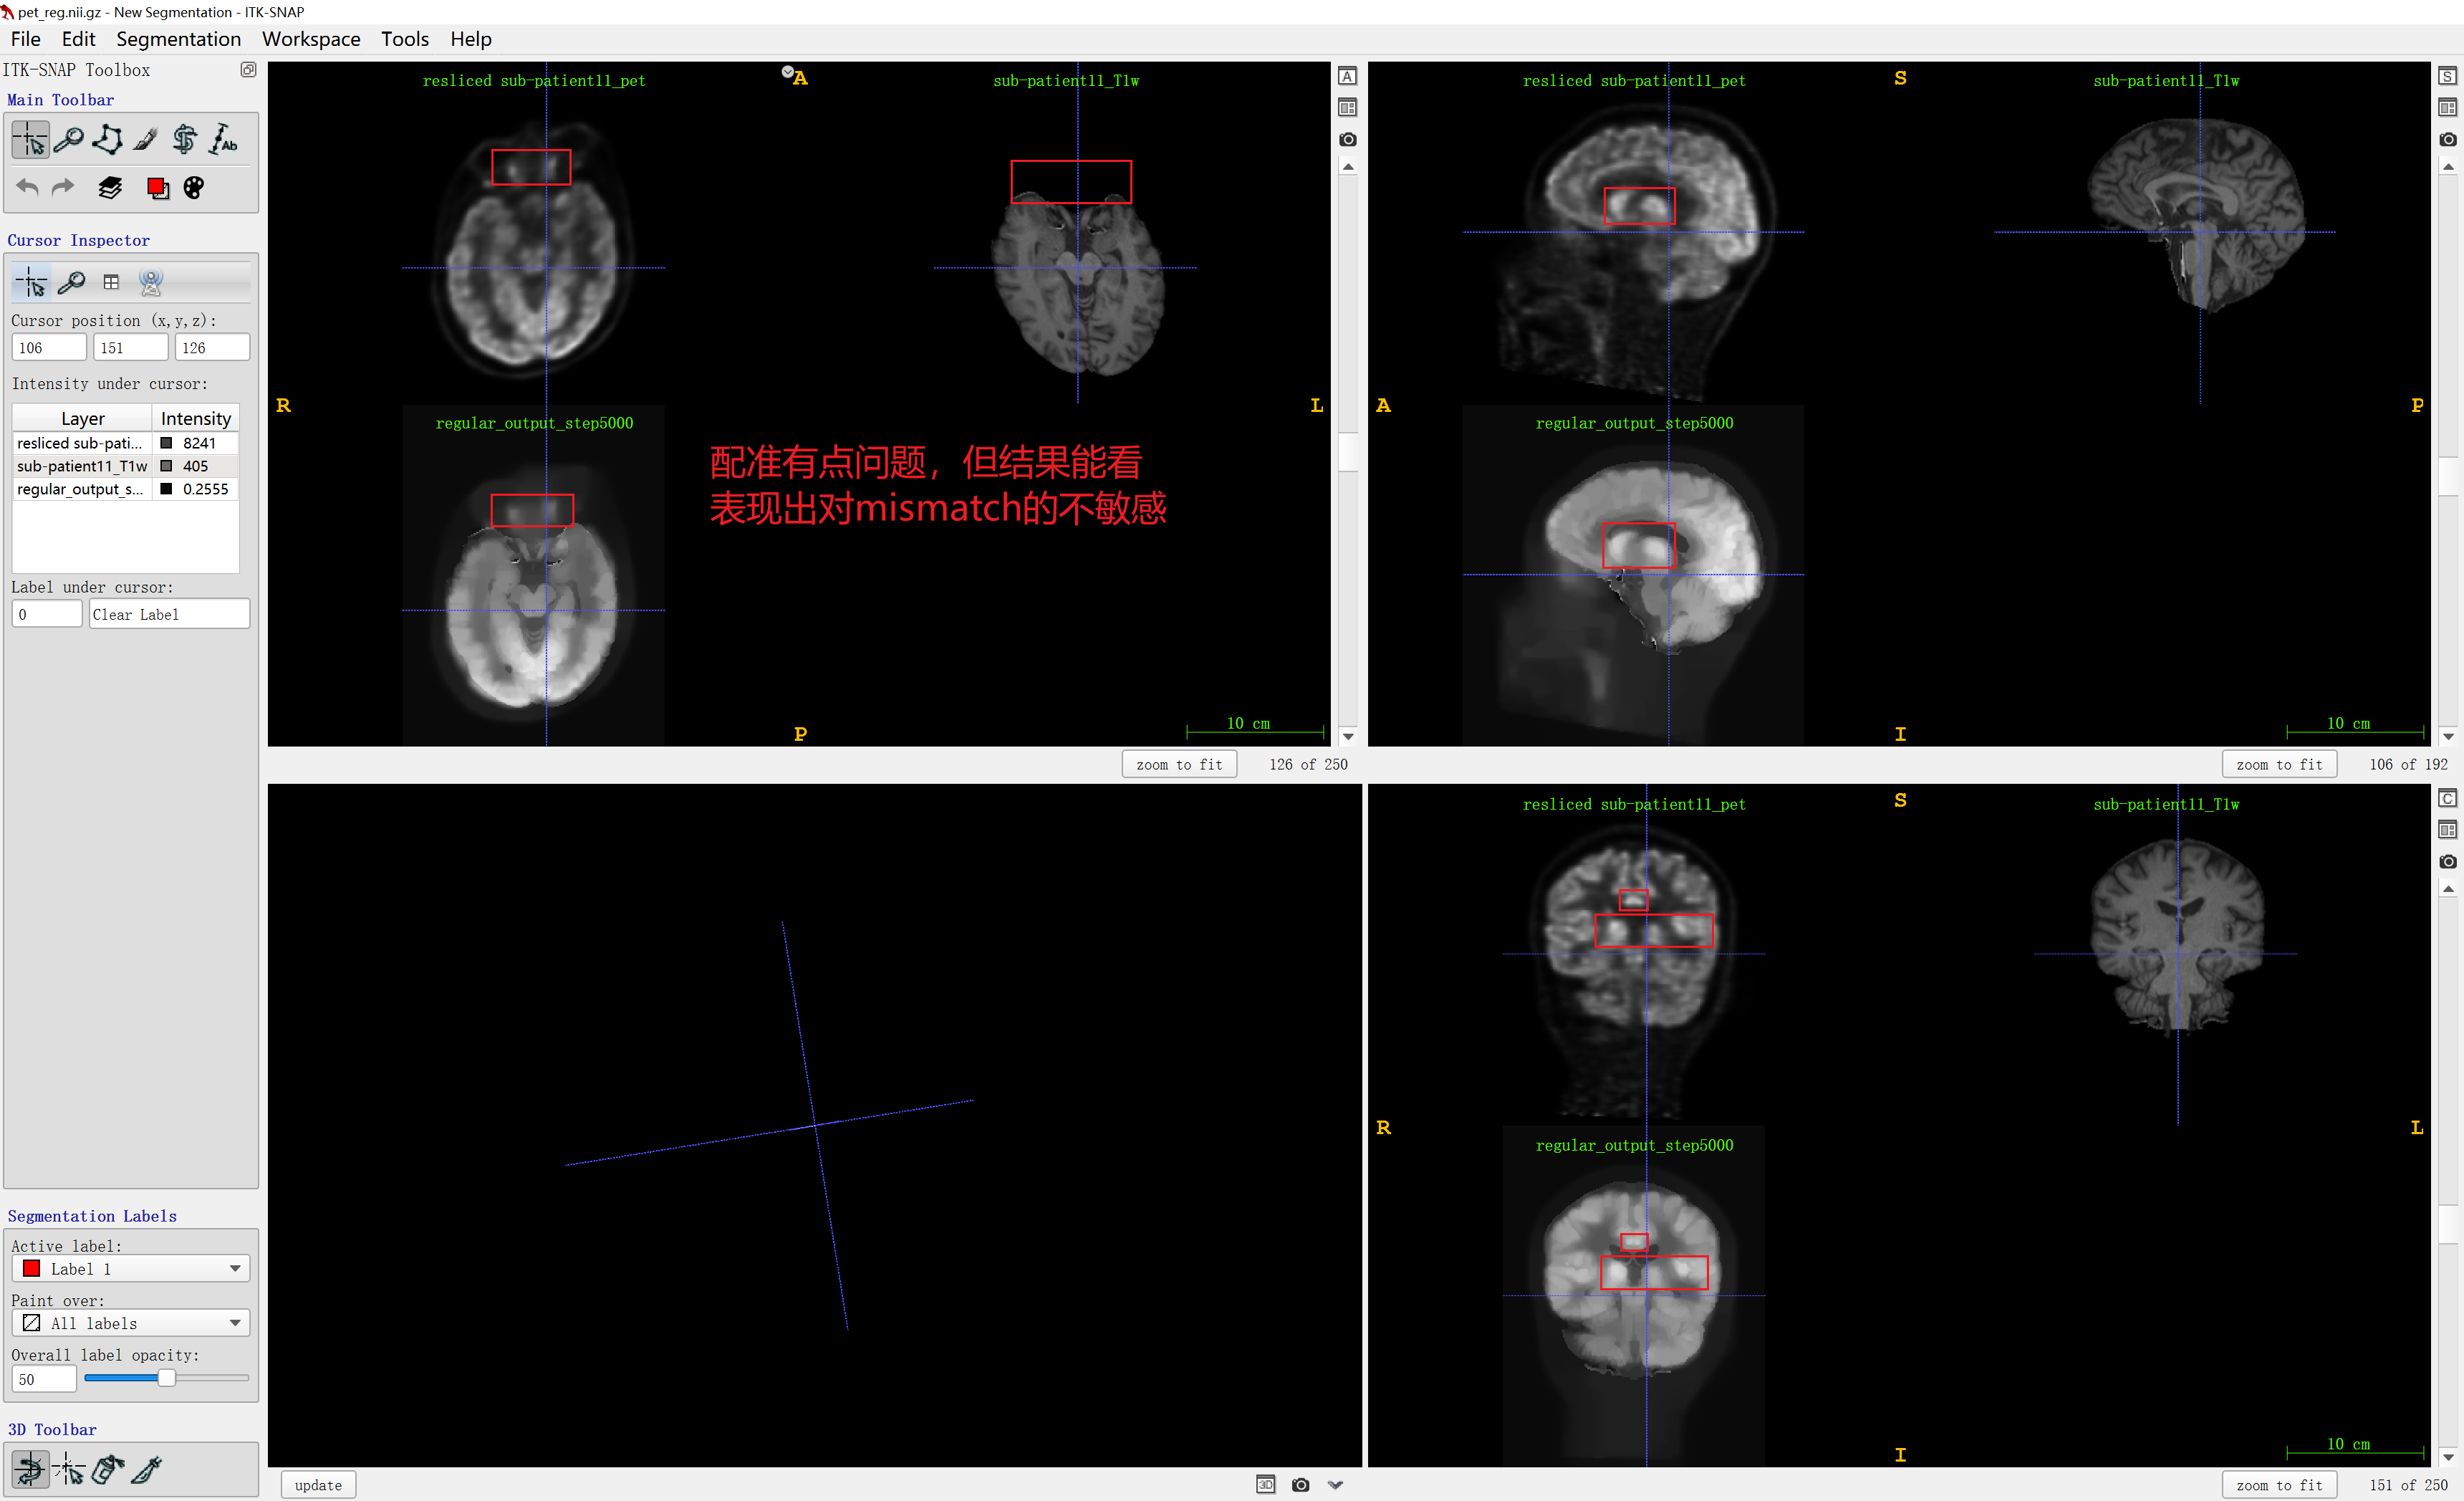 pet_reg.nii.gz - New Segmentation - ITK-SNAP
File Edit Segmentation Workspace Tools Help
ITK-SNAP Toolbox
Main Toolbar
Ab
Cursor Inspector
Cursor position (x,y,z):
106 151 126
Intensity under cursor:
Layer Intensity
resliced sub-pati... 8241
sub-patient11_T1w 405
regular_output_s... 0.2555
Label under cursor:
0 Clear Label
Segmentation Labels
Active label:
Label 1
Paint over:
All labels
Overall label opacity:
50
3D Toolbar
resliced sub-patient11_pet
A
sub-patient11_T1w
A
R
L
regular_output_step5000
配准有点问题，但结果能看
表现出对mismatch的不敏感
10 cm
P
zoom to fit 126 of 250
resliced sub-patient11_pet
S
sub-patient11_T1w
S
A
P
regular_output_step5000
10 cm
I
zoom to fit 106 of 192
update
3D
resliced sub-patient11_pet
S
sub-patient11_T1w
C
R
L
regular_output_step5000
10 cm
I
zoom to fit 151 of 250